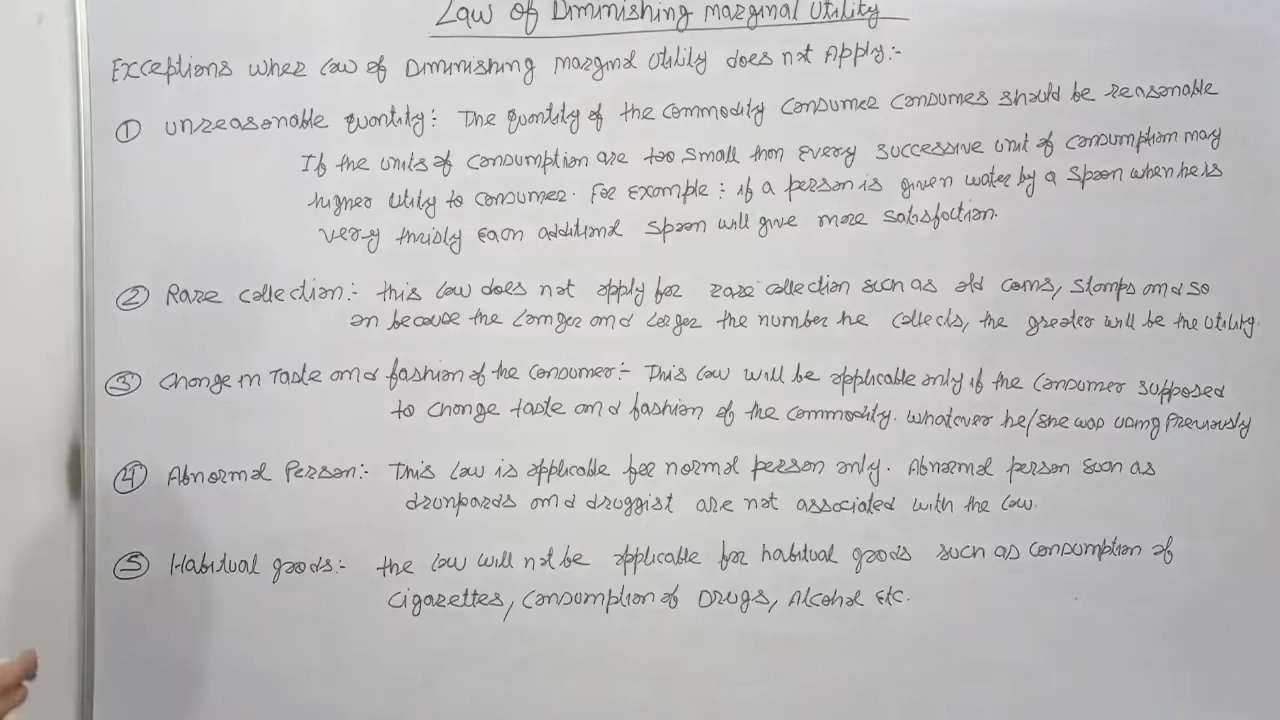 Law of Diminishing Marginal Utility
Exceptions wher Law of Diminishing Marginal Utility does not Apply:-
① Unreasonable quantity: The quantity of the commodity consumer consumes should be reasonable
If the units of consumption are too small than every successive unit of consumption may
higher utility to consumer. For Example: if a person is given water by a spoon when he is
very thristy Each additional spoon will give more satisfaction.
② Rare collection:- this law does not apply for rare collection such as old coins, stamps and so
on because the longer and larger the number he collects, the greater will be the utility.
③ Change in Taste and fashion of the consumer:- This law will be applicable only if the consumer supposed
to change taste and fashion of the commodity. whatever he/she was using previously
④ Abnormal Person:- This law is applicable for normal person only. Abnormal person such as
drunkards and druggist are not associated with the law.
⑤ Habitual goods:- the law will not be applicable for habitual goods such as consumption of
cigarettes, consumption of Drugs, Alcohol Etc.